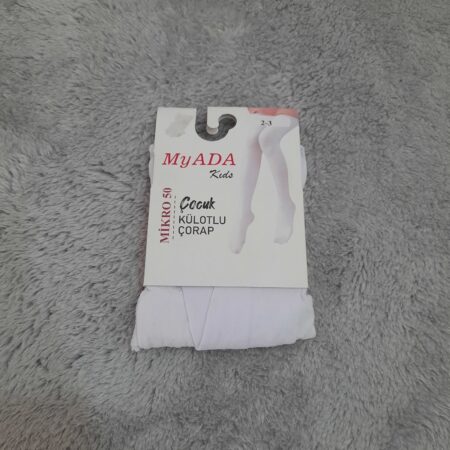 2-3
MyADA
Kids
MİKRO 50
Çocuk
KÜLOTLU
ÇORAP